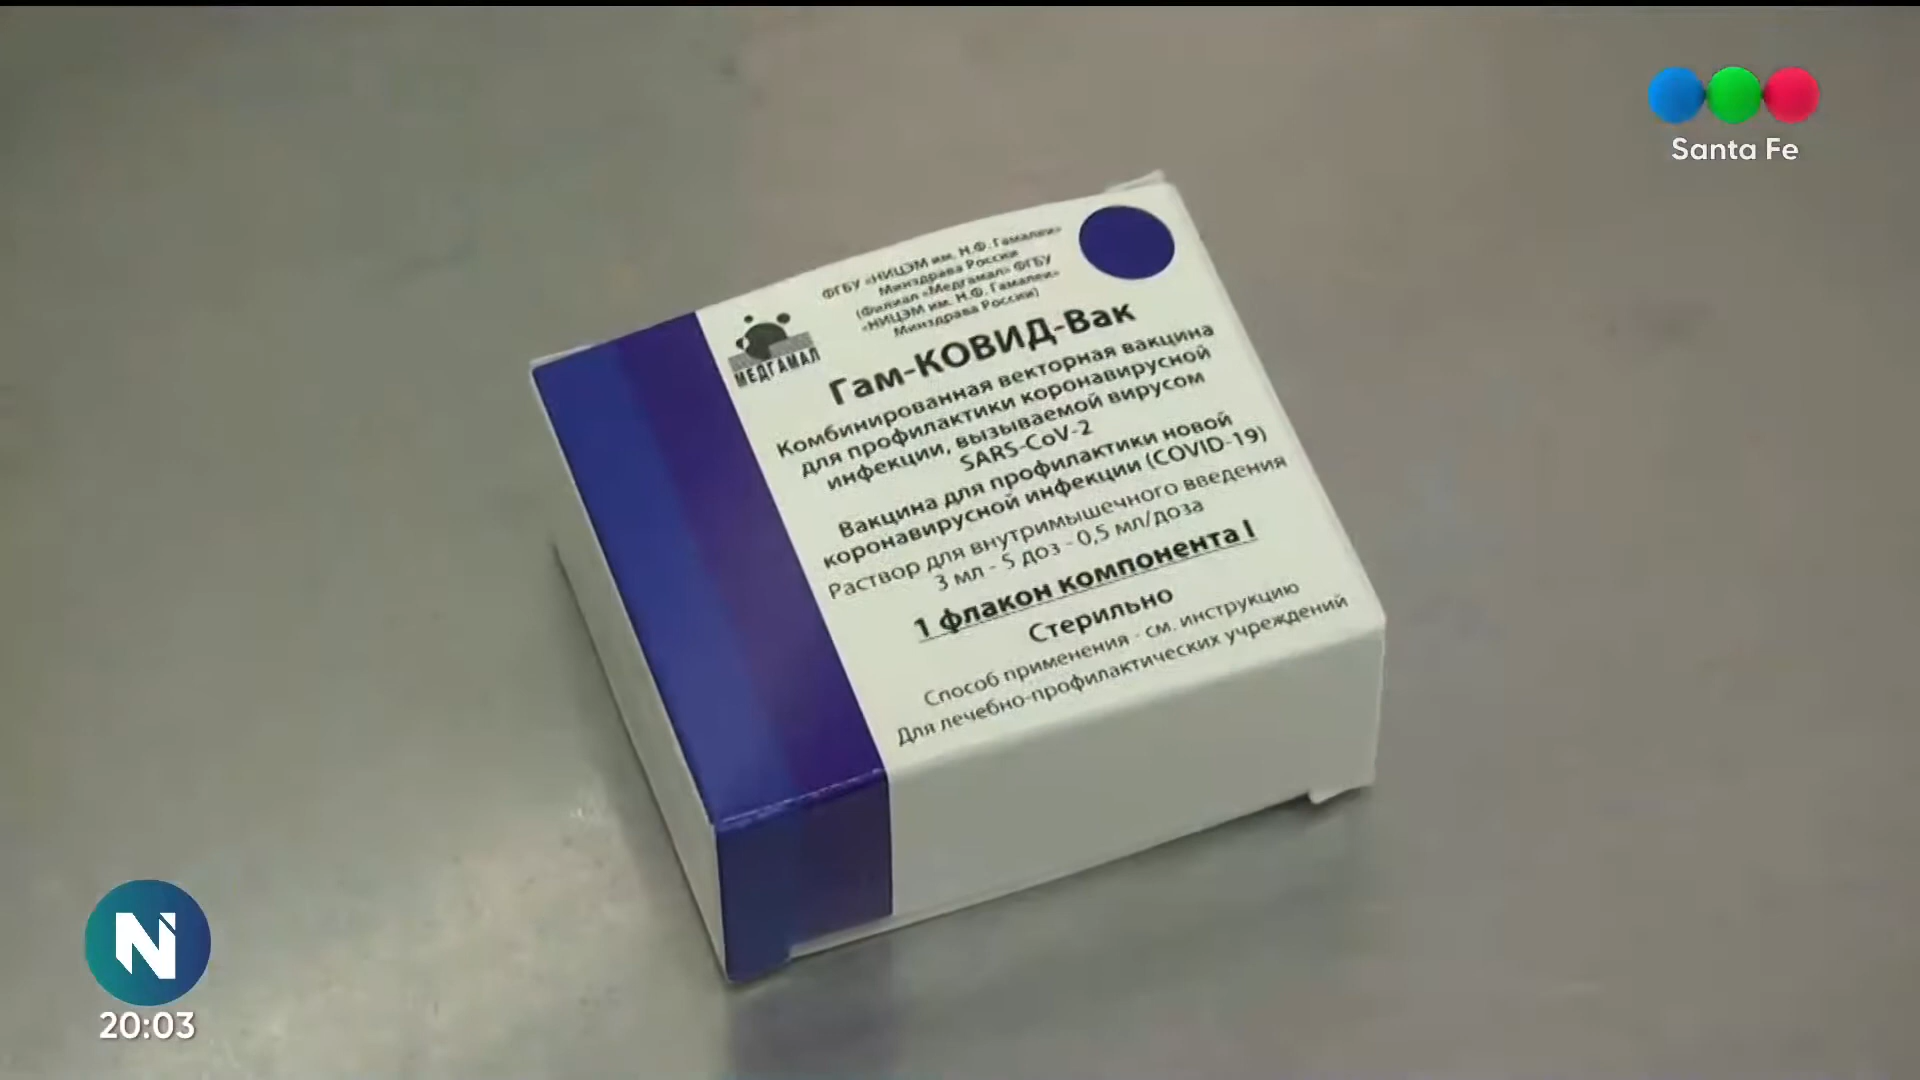 Santa Fe
ФГБУ «НИЦЭМ им. Н.Ф. Гамалеи»
Минздрава России
(Филиал «Медгамал» ФГБУ
«НИЦЭМ им. Н.Ф. Гамалеи»
Минздрава России)
МЕДГАМАЛ
Гам-КОВИД-Вак
Комбинированная векторная вакцина
для профилактики коронавирусной
инфекции, вызываемой вирусом
SARS-CoV-2
Вакцина для профилактики новой
коронавирусной инфекции (COVID-19)
Раствор для внутримышечного введения
3 мл - 5 доз - 0,5 мл/доза
1 флакон компонента I
Стерильно
Способ применения - см. инструкцию
Для лечебно-профилактических учреждений
N
20:03